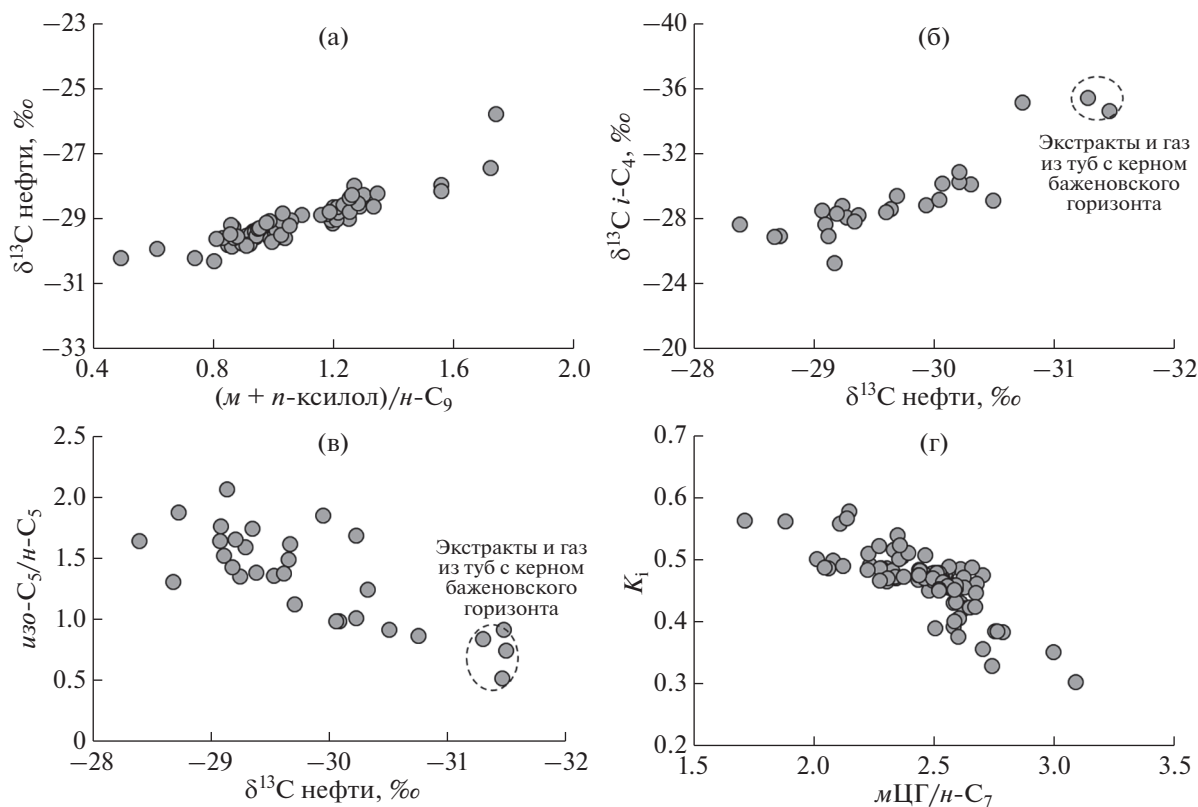 (а)
−23
−25
−27
−29
−31
−33
δ¹³C нефти, ‰
0.4
0.8
1.2
1.6
2.0
(м + п-ксилол)/н-C₉
(б)
−40
−36
−32
−28
−24
−20
δ¹³C i-C₄, ‰
Экстракты и газ
из туб с керном
баженовского
горизонта
−28
−29
−30
−31
−32
δ¹³C нефти, ‰
(в)
2.5
2.0
1.5
1.0
0.5
0
изо-C₅/н-C₅
Экстракты и газ
из туб с керном
баженовского
горизонта
−28
−29
−30
−31
−32
δ¹³C нефти, ‰
(г)
0.7
0.6
0.5
0.4
0.3
0.2
Kᵢ
1.5
2.0
2.5
3.0
3.5
мЦГ/н-C₇